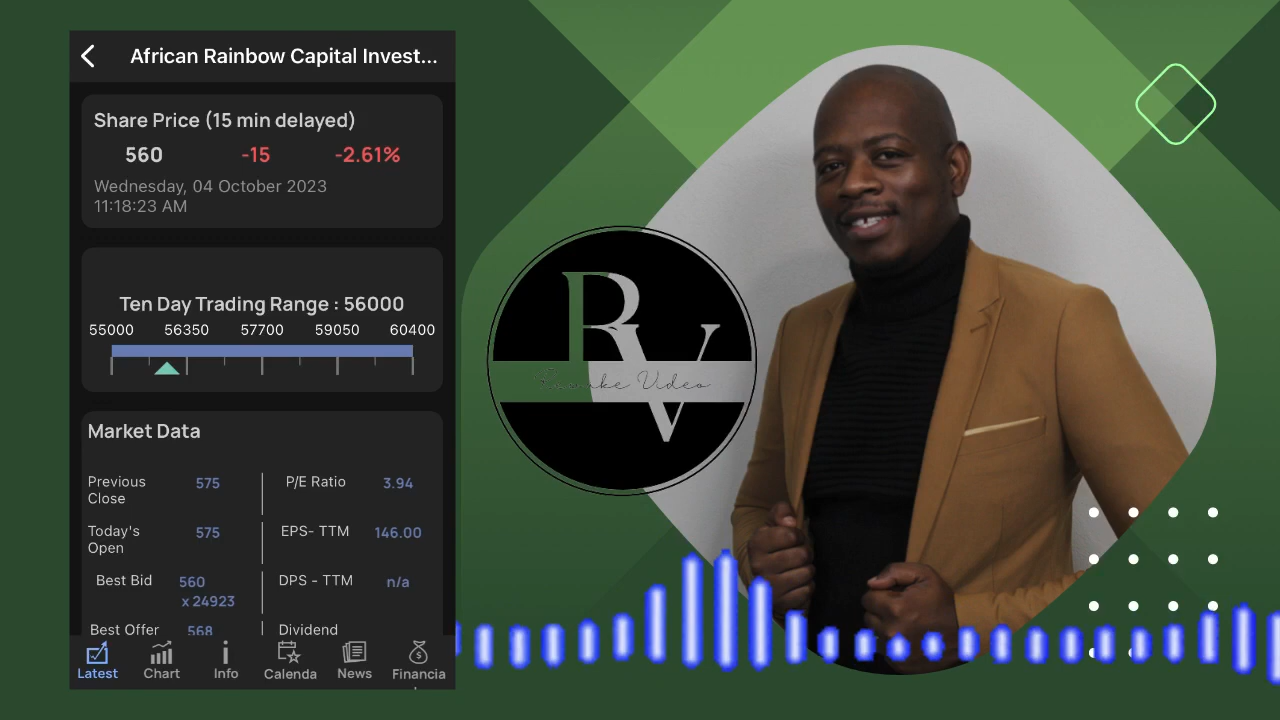 African Rainbow Capital Invest...
Share Price (15 min delayed)
560 -15 -2.61%
Wednesday, 04 October 2023
11:18:23 AM
Ten Day Trading Range : 56000
55000 56350 57700 59050 60400
Market Data
Previous Close 575 P/E Ratio 3.94
Today's Open 575 EPS- TTM 146.00
Best Bid 560 x 24923 DPS - TTM n/a
Best Offer 568 Dividend
Latest Chart Info Calenda News Financia
RV
Video